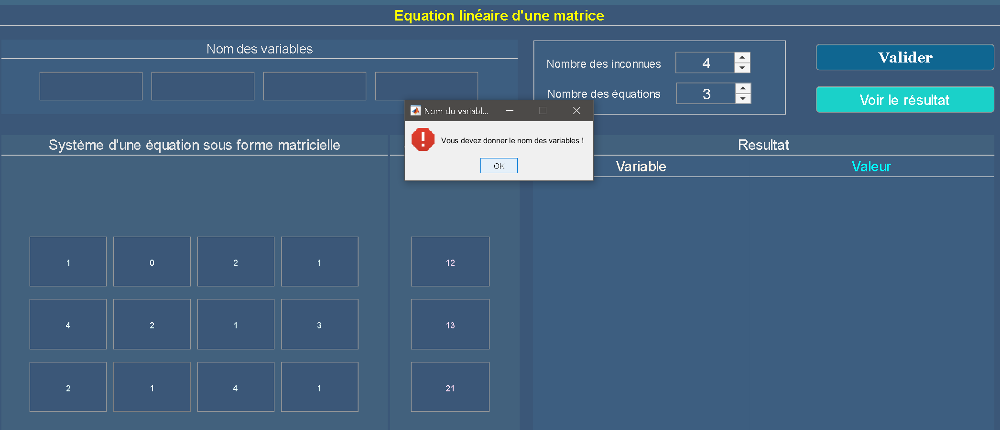 Equation linéaire d'une matrice
Nom des variables
Nombre des inconnues 4
Nombre des équations 3
Valider
Voir le résultat
Nom du variabl...
Vous devez donner le nom des variables !
OK
Système d'une équation sous forme matricielle
Resultat
Variable Valeur
1 0 2 1 12
4 2 1 3 13
2 1 4 1 21